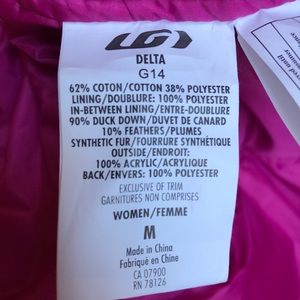 DELTA
G14
62% COTON/COTTON 38% POLYESTER
LINING/DOUBLURE: 100% POLYESTER
IN-BETWEEN LINING/ENTRE-DOUBLURE
90% DUCK DOWN/DUVET DE CANARD
10% FEATHERS/PLUMES
SYNTHETIC FUR/FOURRURE SYNTHÉTIQUE
OUTSIDE/ENDROIT:
100% ACRYLIC/ACRYLIQUE
BACK/ENVERS: 100% POLYESTER
EXCLUSIVE OF TRIM
GARNITURES NON COMPRISES
WOMEN/FEMME
M
Made in China
Fabriqué en Chine
CA 07900
RN 78126